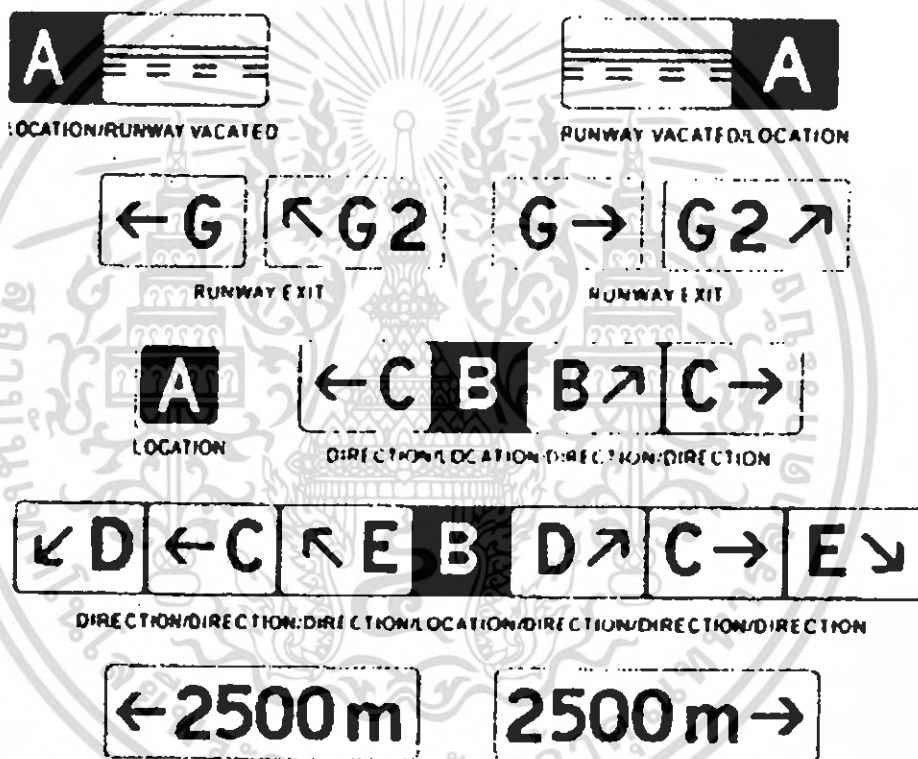 A A
LOCATION/RUNWAY VACATED RUNWAY VACATED/LOCATION
←G ↖G2 G→ G2↗
RUNWAY EXIT RUNWAY EXIT
A ←C B B↗ C→
LOCATION DIRECTION/LOCATION/DIRECTION/DIRECTION
↙D ←C ↖E B D↗ C→ E↘
DIRECTION/DIRECTION/DIRECTION/LOCATION/DIRECTION/DIRECTION/DIRECTION
←2500m 2500m→